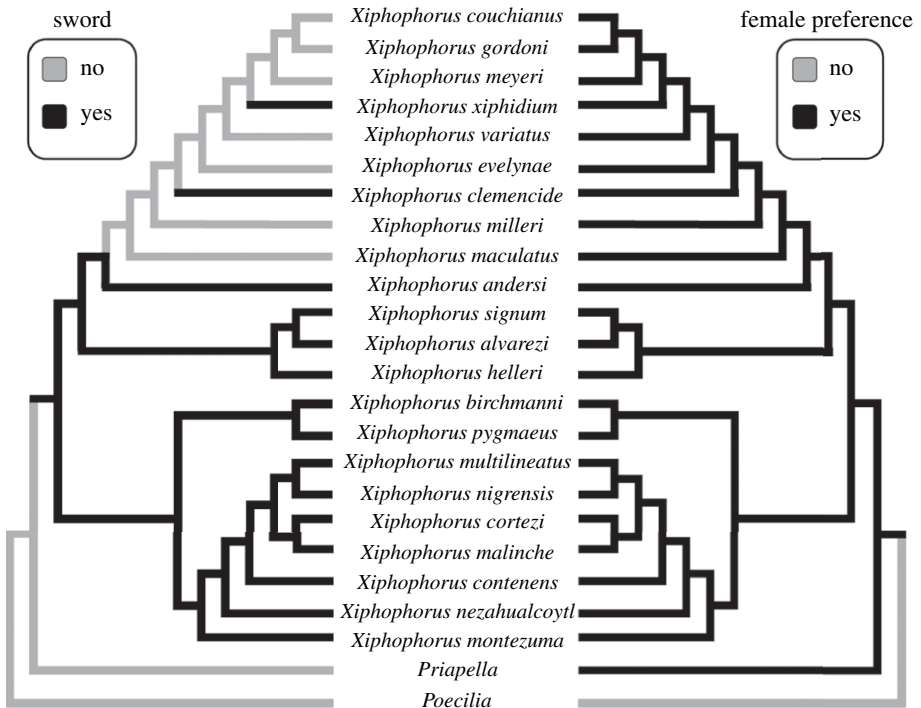 sword
no
yes
female preference
no
yes
Xiphophorus couchianus
Xiphophorus gordoni
Xiphophorus meyeri
Xiphophorus xiphidium
Xiphophorus variatus
Xiphophorus evelynae
Xiphophorus clemencide
Xiphophorus milleri
Xiphophorus maculatus
Xiphophorus andersi
Xiphophorus signum
Xiphophorus alvarezi
Xiphophorus helleri
Xiphophorus birchmanni
Xiphophorus pygmaeus
Xiphophorus multilineatus
Xiphophorus nigrensis
Xiphophorus cortezi
Xiphophorus malinche
Xiphophorus contenens
Xiphophorus nezahualcoytl
Xiphophorus montezuma
Priapella
Poecilia